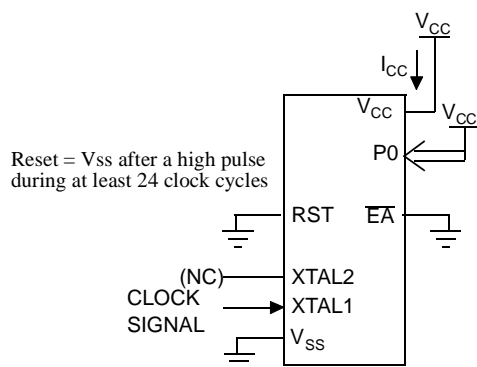 V_CC
I_CC
V_CC
V_CC
P0
Reset = Vss after a high pulse
during at least 24 clock cycles
RST
EA
(NC)
XTAL2
CLOCK
SIGNAL
XTAL1
V_SS